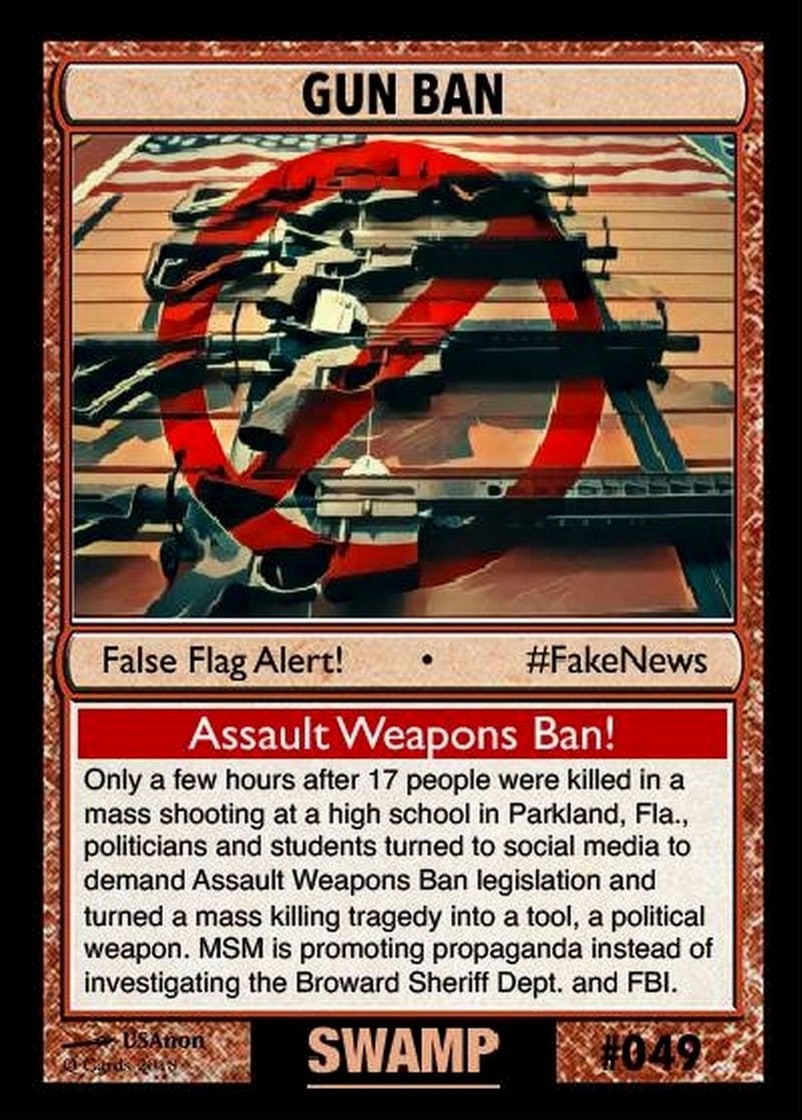 GUN BAN
False Flag Alert! • #FakeNews
Assault Weapons Ban!
Only a few hours after 17 people were killed in a
mass shooting at a high school in Parkland, Fla.,
politicians and students turned to social media to
demand Assault Weapons Ban legislation and
turned a mass killing tragedy into a tool, a political
weapon. MSM is promoting propaganda instead of
investigating the Broward Sheriff Dept. and FBI.
USAnon
Q Cards 2018
SWAMP
#049